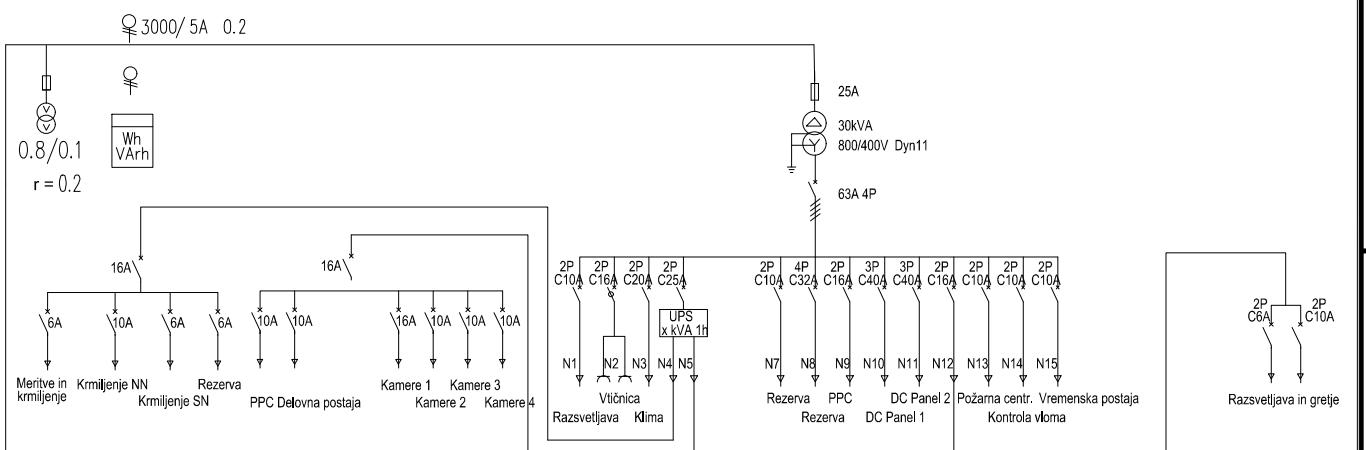 3000/5A 0.2
0.8/0.1
r = 0.2
Wh
VArh
25A
30kVA
800/400V Dyn11
63A 4P
16A
6A
10A
6A
6A
Meritve in
krmiljenje
Krmiljenje NN
Krmiljenje SN
Rezerva
16A
10A
10A
16A
10A
10A
10A
PPC Delovna postaja
Kamere 1
Kamere 2
Kamere 3
Kamere 4
2P
C10A
2P
C16A
2P
C20A
2P
C25A
UPS
x kVA 1h
N1
N2
N3
N4
N5
Razsvetljava
Vtičnica
Klima
2P
C10A
4P
C32A
2P
C16A
3P
C40A
3P
C40A
2P
C16A
2P
C10A
2P
C10A
2P
C10A
N7
N8
N9
N10
N11
N12
N13
N14
N15
Rezerva
Rezerva
PPC
DC Panel 1
DC Panel 2
Požarna centr.
Kontrola vloma
Vremenska postaja
2P
C6A
2P
C10A
Razsvetljava in gretje